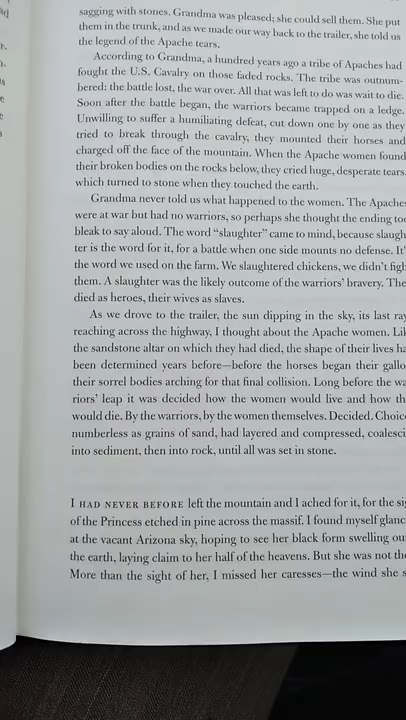 sagging with stones. Grandma was pleased; she could sell them. She put
them in the trunk, and as we made our way back to the trailer, she told us
the legend of the Apache tears.
According to Grandma, a hundred years ago a tribe of Apaches had
fought the U.S. Cavalry on those faded rocks. The tribe was outnum-
bered: the battle lost, the war over. All that was left to do was wait to die.
Soon after the battle began, the warriors became trapped on a ledge.
Unwilling to suffer a humiliating defeat, cut down one by one as they
tried to break through the cavalry, they mounted their horses and
charged off the face of the mountain. When the Apache women found
their broken bodies on the rocks below, they cried huge, desperate tears,
which turned to stone when they touched the earth.
Grandma never told us what happened to the women. The Apaches
were at war but had no warriors, so perhaps she thought the ending too
bleak to say aloud. The word “slaughter” came to mind, because slaugh-
ter is the word for it, for a battle when one side mounts no defense. It’
the word we used on the farm. We slaughtered chickens, we didn’t figh
them. A slaughter was the likely outcome of the warriors’ bravery. The
died as heroes, their wives as slaves.
As we drove to the trailer, the sun dipping in the sky, its last ray
reaching across the highway, I thought about the Apache women. Lik
the sandstone altar on which they had died, the shape of their lives ha
been determined years before—before the horses began their gallo
their sorrel bodies arching for that final collision. Long before the wa
riors’ leap it was decided how the women would live and how th
would die. By the warriors, by the women themselves. Decided. Choic
numberless as grains of sand, had layered and compressed, coalesci
into sediment, then into rock, until all was set in stone.
I HAD NEVER BEFORE left the mountain and I ached for it, for the sig
of the Princess etched in pine across the massif. I found myself glanc
at the vacant Arizona sky, hoping to see her black form swelling ou
the earth, laying claim to her half of the heavens. But she was not the
More than the sight of her, I missed her caresses—the wind she s